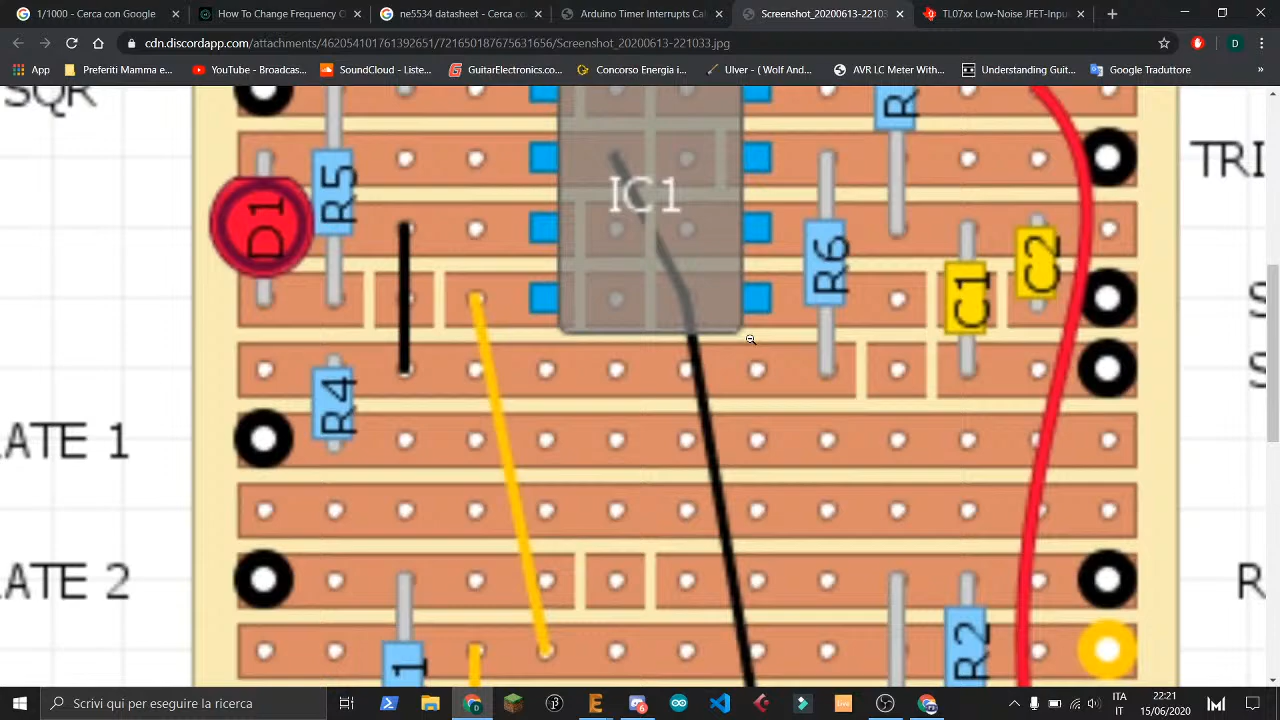 1/1000 - Cerca con Google
How To Change Frequency O
ne5534 datasheet - Cerca co
Arduino Timer Interrupts Cal
Screenshot_20200613-22103
TL07xx Low-Noise JFET-Inpu
cdn.discordapp.com/attachments/462054101761392651/721650187675631656/Screenshot_20200613-221033.jpg
D
App
Preferiti Mamma e...
YouTube - Broadcas...
SoundCloud - Liste...
GuitarElectronics.co...
Concorso Energia i...
Ulver - ( Wolf And...
AVR LC Meter With...
Understanding Guit...
Google Traduttore
SQR
R
TRI
IC1
D1
R5
R6
C2
C1
S
S
R4
ATE 1
ATE 2
R
R2
1
Scrivi qui per eseguire la ricerca
ITA
22:21
15/06/2020